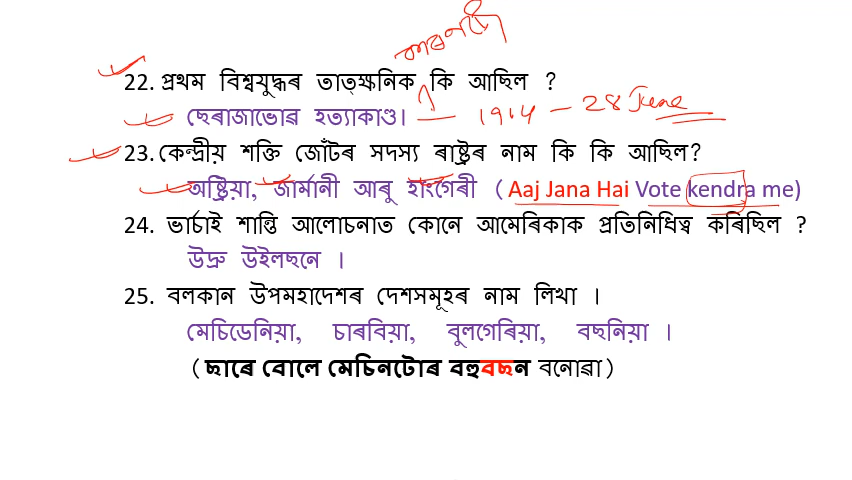 কাৰণটো
22. প্ৰথম বিশ্বযুদ্ধৰ তাত্ক্ষনিক কি আছিল ?
ছেৰাজাভোৱ হত্যাকাণ্ড। 1914 - 28 June
23. কেন্দ্ৰীয় শক্তি জোঁটৰ সদস্য ৰাষ্ট্ৰৰ নাম কি কি আছিল?
অষ্ট্ৰিয়া, জাৰ্মানী আৰু হাংগেৰী ( Aaj Jana Hai Vote kendra me)
24. ভাৰ্চাই শান্তি আলোচনাত কোনে আমেৰিকাক প্ৰতিনিধিত্ব কৰিছিল ?
উদ্ৰু উইলছনে ।
25. বলকান উপমহাদেশৰ দেশসমূহৰ নাম লিখা ।
মেচিডেনিয়া, চাৰবিয়া, বুলগেৰিয়া, বছনিয়া ।
( ছাৰে বোলে মেচিনটোৰ বহুবছন বনোৱা )